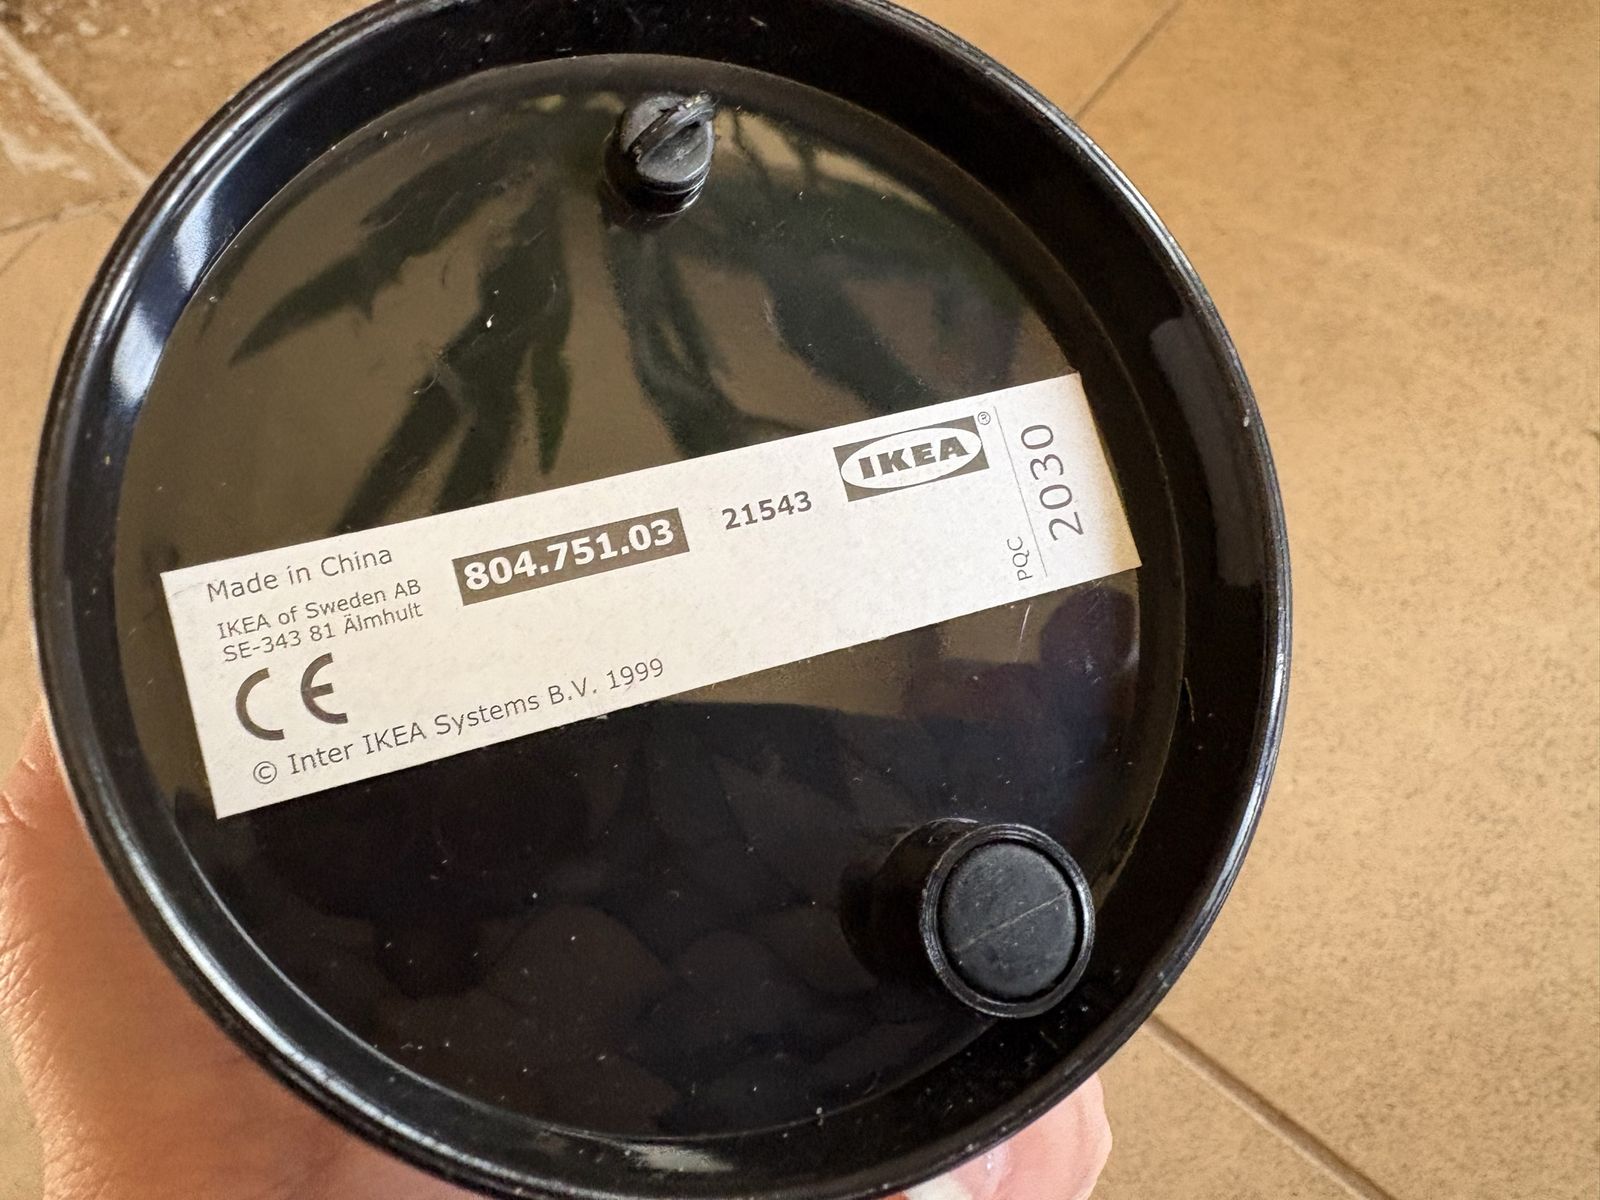 Made in China
IKEA of Sweden AB
SE-343 81 Älmhult
CE
© Inter IKEA Systems B.V. 1999
804.751.03
21543
IKEA®
PQC
2030